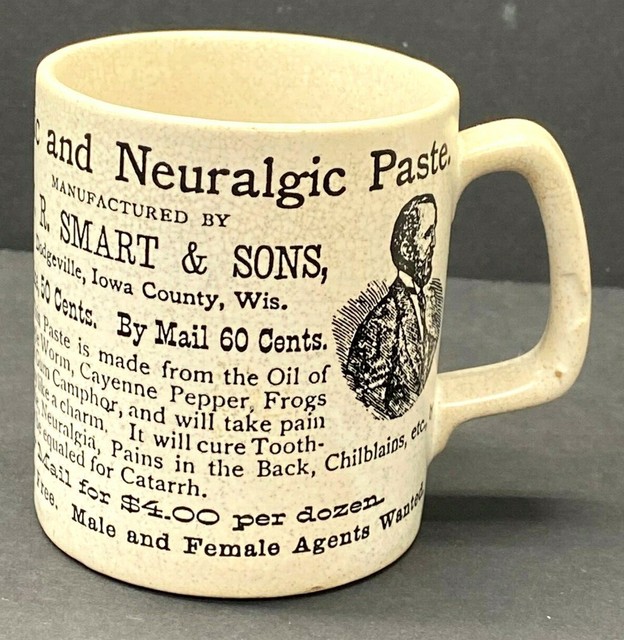 and Neuralgic Paste.
MANUFACTURED BY
R. SMART & SONS,
Dodgeville, Iowa County, Wis.
50 Cents. By Mail 60 Cents.
Paste is made from the Oil of
Worm, Cayenne Pepper, Frogs
Camphor, and will take pain
like a charm. It will cure Tooth-
Neuralgia, Pains in the Back, Chilblains, etc.
equaled for Catarrh.
Mail for $4.00 per dozen.
Free. Male and Female Agents Wanted.